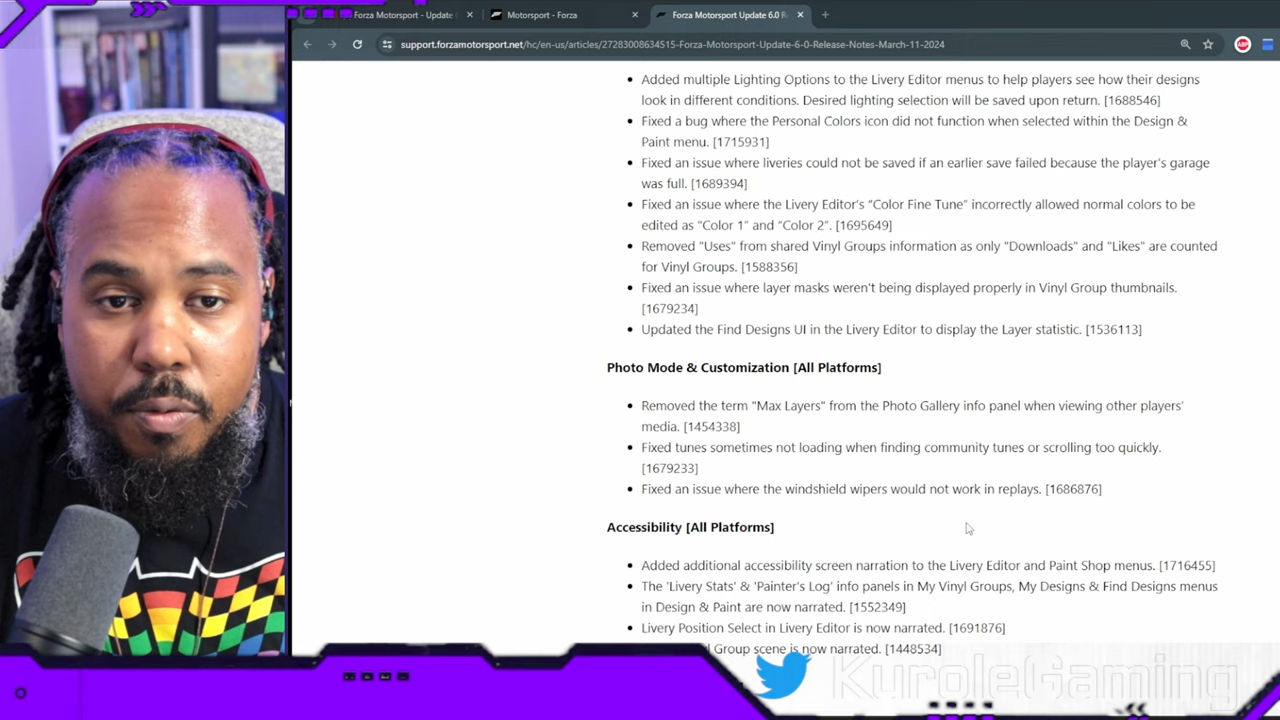 Forza Motorsport - Update
Motorsport - Forza
Forza Motorsport Update 6.0 R
support.forzamotorsport.net/hc/en-us/articles/27283008634515-Forza-Motorsport-Update-6-0-Release-Notes-March-11-2024
ABP
Added multiple Lighting Options to the Livery Editor menus to help players see how their designs
look in different conditions. Desired lighting selection will be saved upon return. [1688546]
Fixed a bug where the Personal Colors icon did not function when selected within the Design &
Paint menu. [1715931]
Fixed an issue where liveries could not be saved if an earlier save failed because the player's garage
was full. [1689394]
Fixed an issue where the Livery Editor's “Color Fine Tune” incorrectly allowed normal colors to be
edited as “Color 1” and “Color 2”. [1695649]
Removed "Uses" from shared Vinyl Groups information as only "Downloads" and "Likes" are counted
for Vinyl Groups. [1588356]
Fixed an issue where layer masks weren't being displayed properly in Vinyl Group thumbnails.
[1679234]
Updated the Find Designs UI in the Livery Editor to display the Layer statistic. [1536113]
Photo Mode & Customization [All Platforms]
Removed the term "Max Layers" from the Photo Gallery info panel when viewing other players'
media. [1454338]
Fixed tunes sometimes not loading when finding community tunes or scrolling too quickly.
[1679233]
Fixed an issue where the windshield wipers would not work in replays. [1686876]
Accessibility [All Platforms]
Added additional accessibility screen narration to the Livery Editor and Paint Shop menus. [1716455]
The 'Livery Stats' & 'Painter's Log' info panels in My Vinyl Groups, My Designs & Find Designs menus
in Design & Paint are now narrated. [1552349]
Livery Position Select in Livery Editor is now narrated. [1691876]
Group scene is now narrated. [1448534]
KuroleGaming